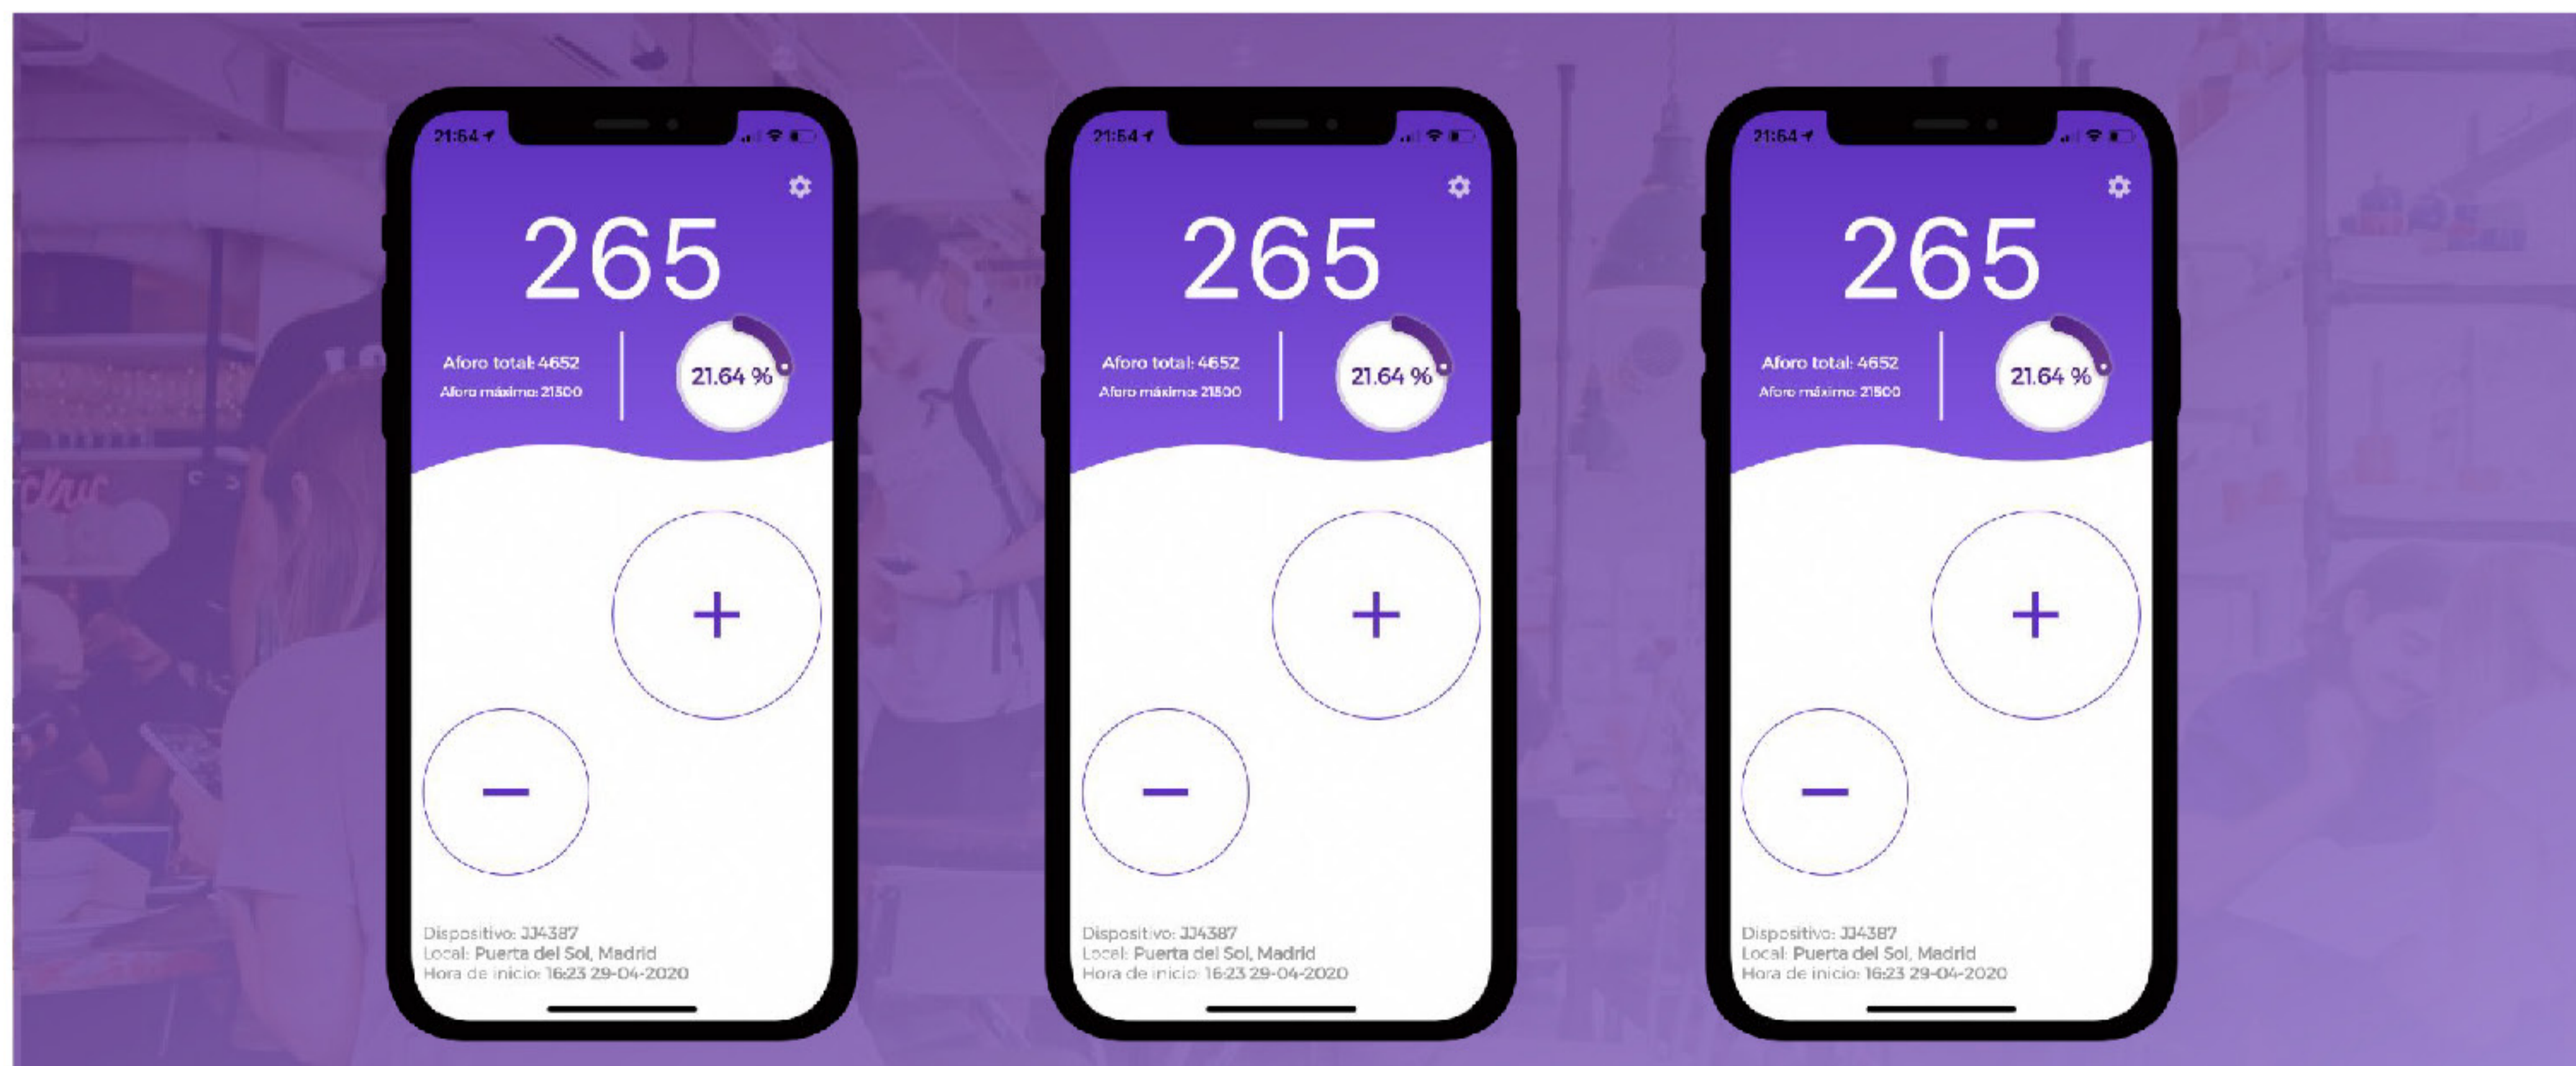 21:54
265
Aforo total: 4652
Aforo máximo: 21500
21.64 %
+
−
Dispositivo: JJ4387
Local: Puerta del Sol, Madrid
Hora de inicio: 16:23 29-04-2020
21:54
265
Aforo total: 4652
Aforo máximo: 21500
21.64 %
+
−
Dispositivo: JJ4387
Local: Puerta del Sol, Madrid
Hora de inicio: 16:23 29-04-2020
21:54
265
Aforo total: 4652
Aforo máximo: 21500
21.64 %
+
−
Dispositivo: JJ4387
Local: Puerta del Sol, Madrid
Hora de inicio: 16:23 29-04-2020